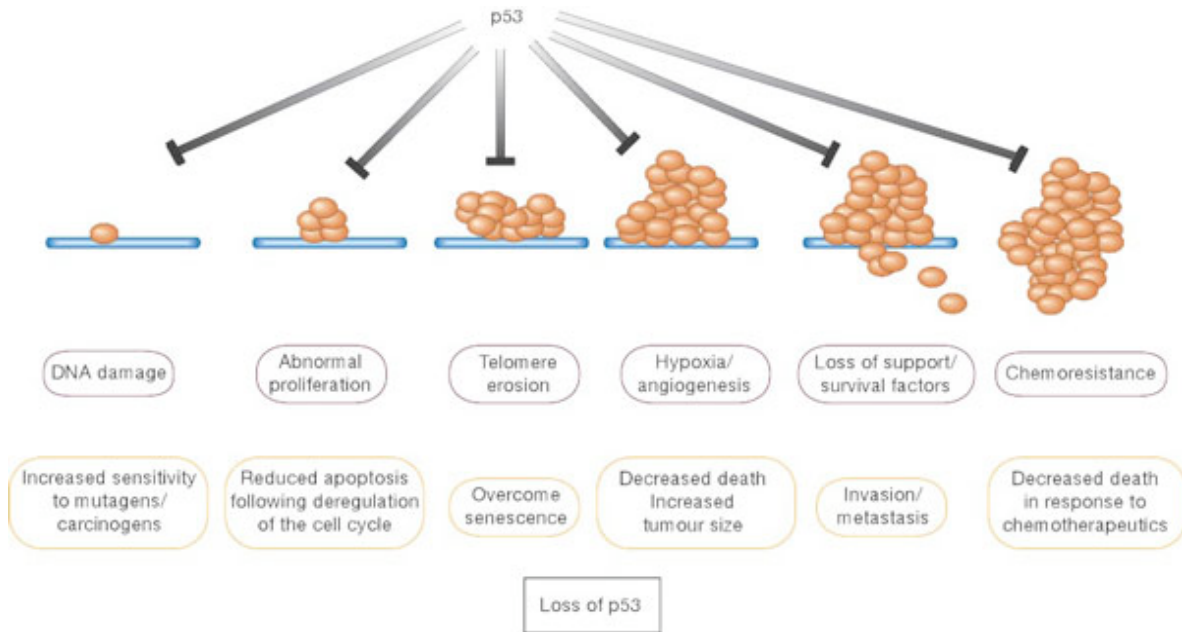 p53
DNA damage
Abnormal
proliferation
Telomere
erosion
Hypoxia/
angiogenesis
Loss of support/
survival factors
Chemoresistance
Increased sensitivity
to mutagens/
carcinogens
Reduced apoptosis
following deregulation
of the cell cycle
Overcome
senescence
Decreased death
Increased
tumour size
Invasion/
metastasis
Decreased death
in response to
chemotherapeutics
Loss of p53